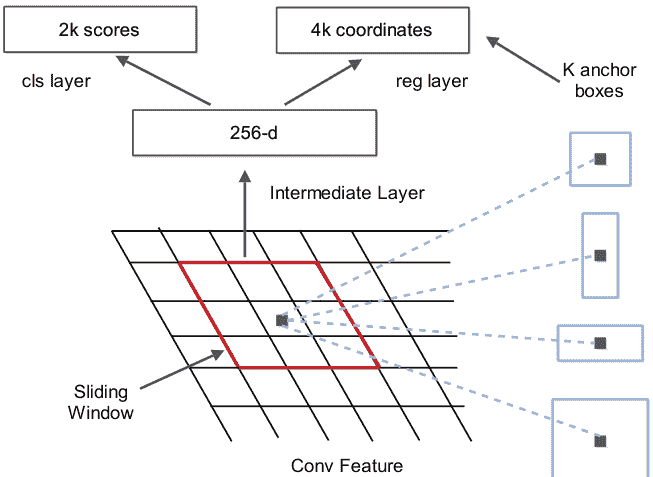 2k scores
4k coordinates
cls layer
reg layer
K anchor
boxes
256-d
Intermediate Layer
Sliding
Window
Conv Feature